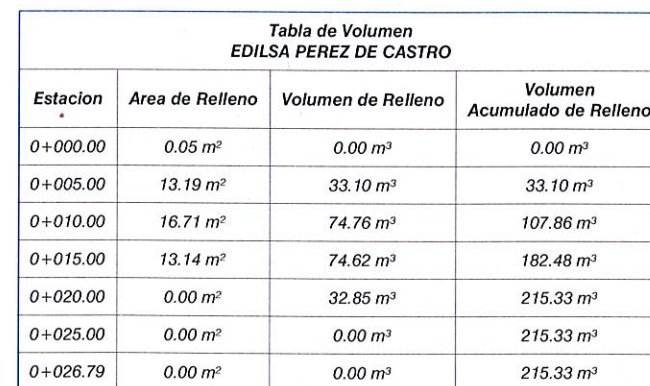 Tabla de Volumen
EDILSA PEREZ DE CASTRO
Estacion Area de Relleno Volumen de Relleno Volumen Acumulado de Relleno
0+000.00 0.05 m² 0.00 m³ 0.00 m³
0+005.00 13.19 m² 33.10 m³ 33.10 m³
0+010.00 16.71 m² 74.76 m³ 107.86 m³
0+015.00 13.14 m² 74.62 m³ 182.48 m³
0+020.00 0.00 m² 32.85 m³ 215.33 m³
0+025.00 0.00 m² 0.00 m³ 215.33 m³
0+026.79 0.00 m² 0.00 m³ 215.33 m³